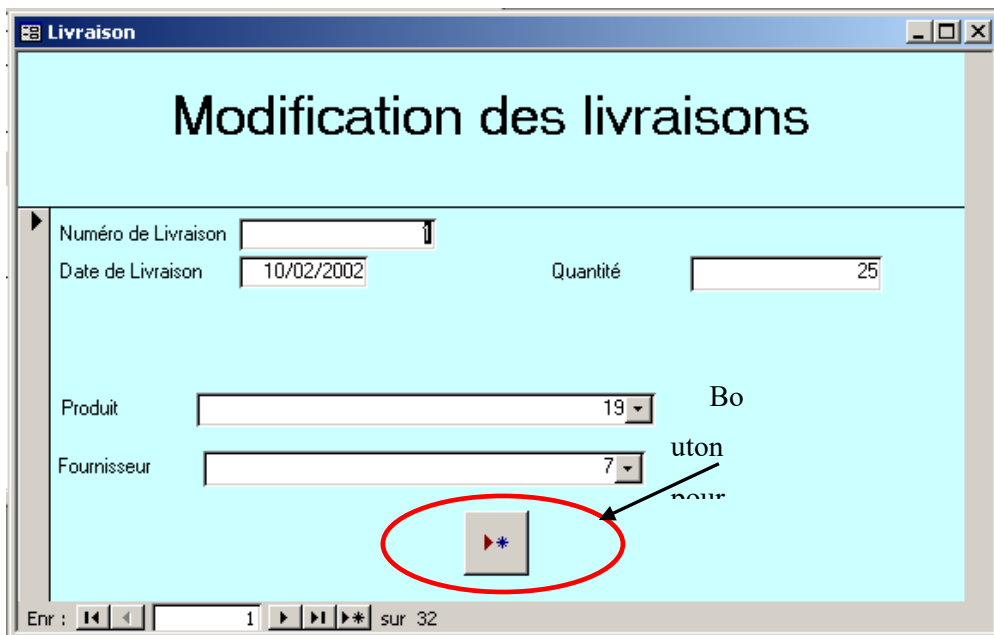 Livraison
Modification des livraisons
Numéro de Livraison 1
Date de Livraison 10/02/2002 Quantité 25
Produit 19 Bo
uton
Fournisseur 7
pour
Enr : 1 sur 32